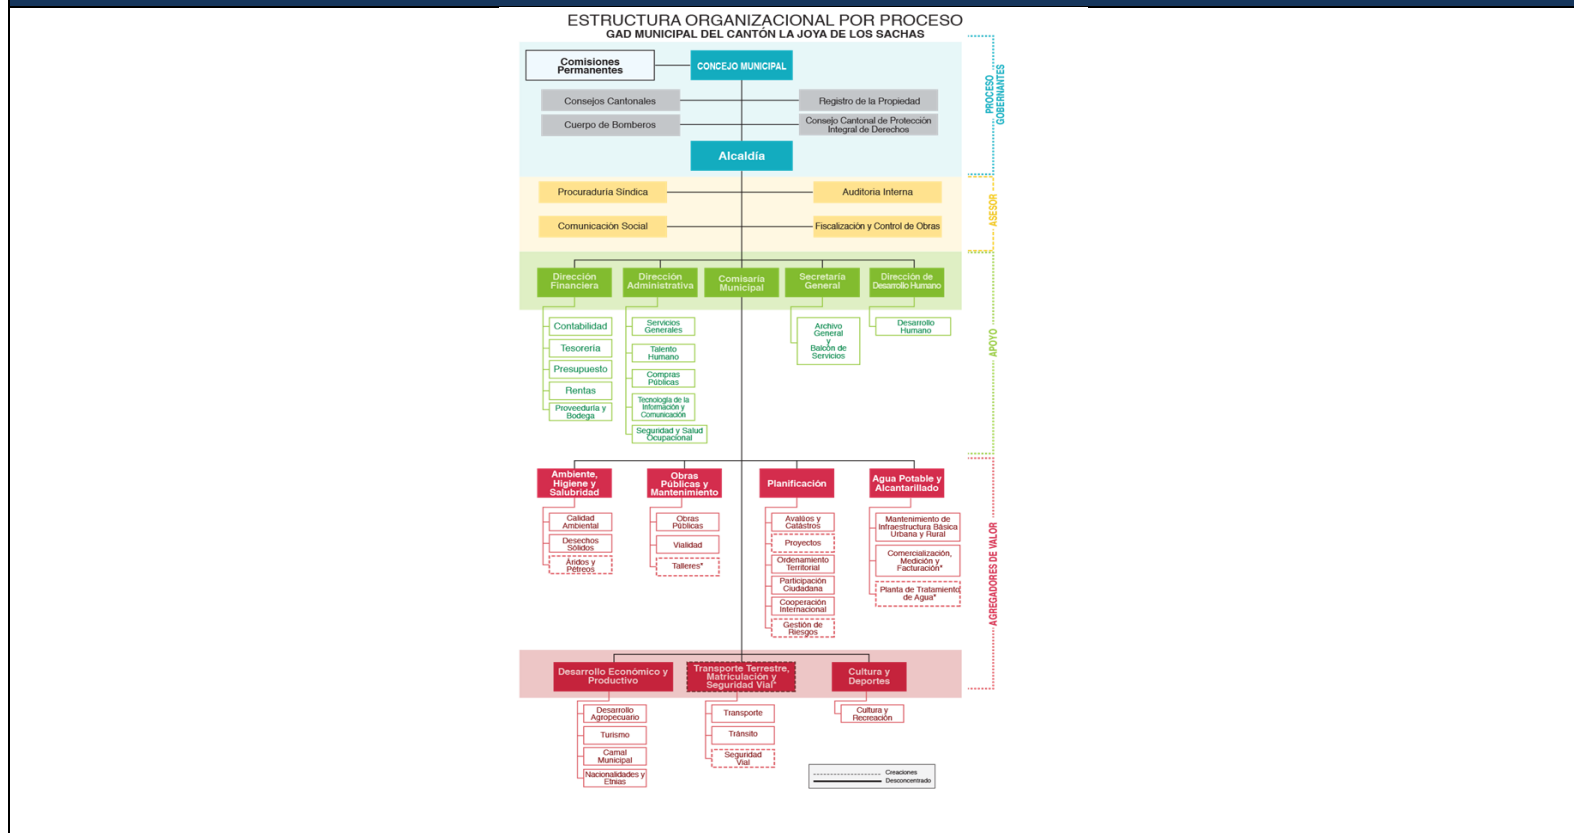 ESTRUCTURA ORGANIZACIONAL POR PROCESO
GAD MUNICIPAL DEL CANTÓN LA JOYA DE LOS SACHAS
Comisiones
Permanentes
CONCEJO MUNICIPAL
Consejos Cantonales
Registro de la Propiedad
Cuerpo de Bomberos
Consejo Cantonal de Protección
Integral de Derechos
Alcaldía
PROCESO
GOBERNANTES
Procuraduría Síndica
Auditoria Interna
Comunicación Social
Fiscalización y Control de Obras
ASESOR
Dirección
Financiera
Dirección
Administrativa
Comisaría
Municipal
Secretaria
General
Dirección de
Desarrollo Humano
Contabilidad
Tesorería
Presupuesto
Rentas
Proveeduría y
Bodega
Servicios
Generales
Talento
Humano
Compras
Públicas
Tecnología de la
Información y
Comunicación
Seguridad y Salud
Ocupacional
Archivo
General
y
Balcón de
Servicios
Desarrollo
Humano
APOYO
Ambiente,
Higiene y
Salubridad
Obras
Públicas y
Mantenimiento
Planificación
Agua Potable y
Alcantarillado
Calidad
Ambiental
Desechos
Sólidos
Áridos y
Pétreos
Obras
Públicas
Vialidad
Talleres*
Avalúos y
Catástros
Proyectos
Ordenamiento
Territorial
Participación
Ciudadana
Cooperación
Internacional
Gestión de
Riesgos
Mantenimiento de
Infraestructura Básica
Urbana y Rural
Comercialización,
Medición y
Facturación*
Planta de Tratamiento
de Agua*
AGREGADORES DE VALOR
Desarrollo Económico y
Productivo
Transporte Terrestre,
Matriculación y
Seguridad Vial*
Cultura y
Deportes
Desarrollo
Agropecuario
Turismo
Camal
Municipal
Nacionalidades y
Etnias
Transporte
Tránsito
Seguridad
Vial
Cultura y
Recreación
Creaciones
Desconcentrado